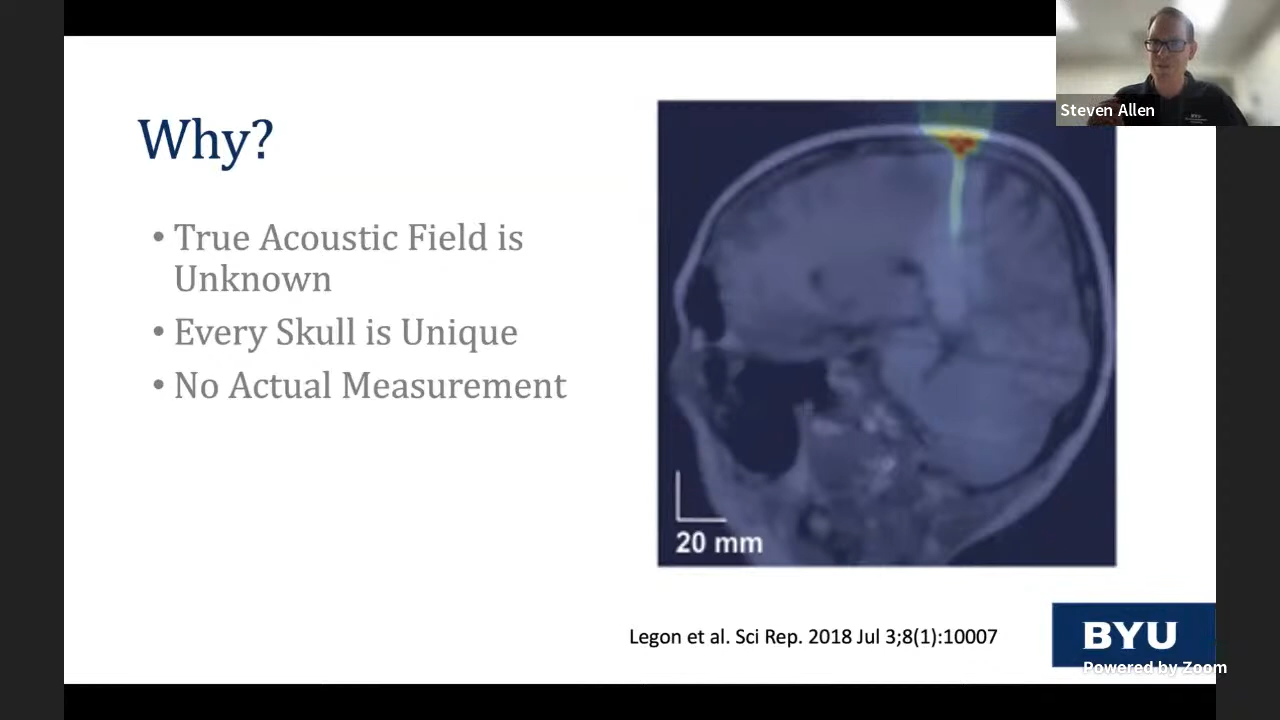 Why?
• True Acoustic Field is
Unknown
• Every Skull is Unique
• No Actual Measurement
20 mm
Legon et al. Sci Rep. 2018 Jul 3;8(1):10007
BYU
Powered by Zoom
Steven Allen